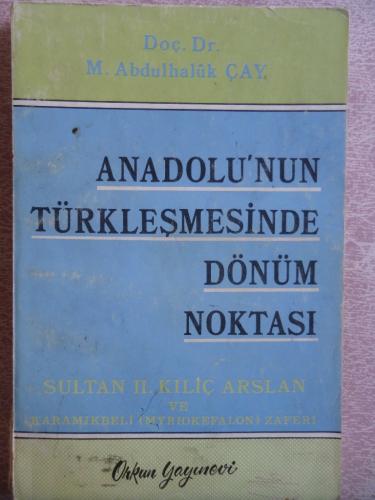 Doç. Dr.
M. Abdulhalûk ÇAY
ANADOLU'NUN
TÜRKLEŞMESİNDE
DÖNÜM
NOKTASI
SULTAN II. KILIÇ ARSLAN
VE
KARAMIKBELİ (MYRIOKEFALON) ZAFERİ
Orkun Yayınevi